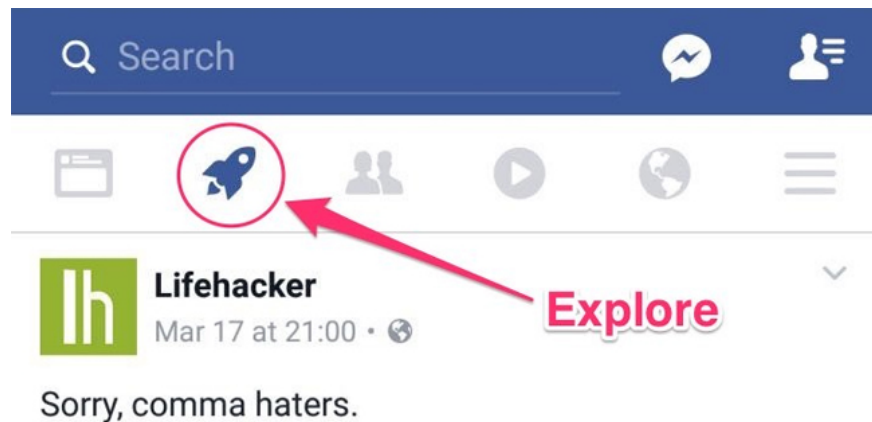 Search
Explore
lh
Lifehacker
Mar 17 at 21:00 •
Sorry, comma haters.